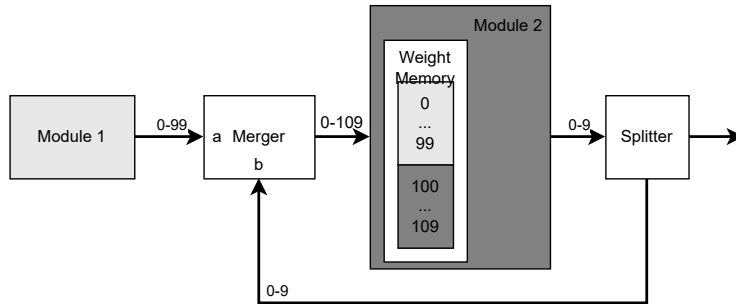 Module 2
Weight
Memory
0
...
99
100
...
109
Module 1
0-99
a
Merger
b
0-109
0-9
Splitter
0-9